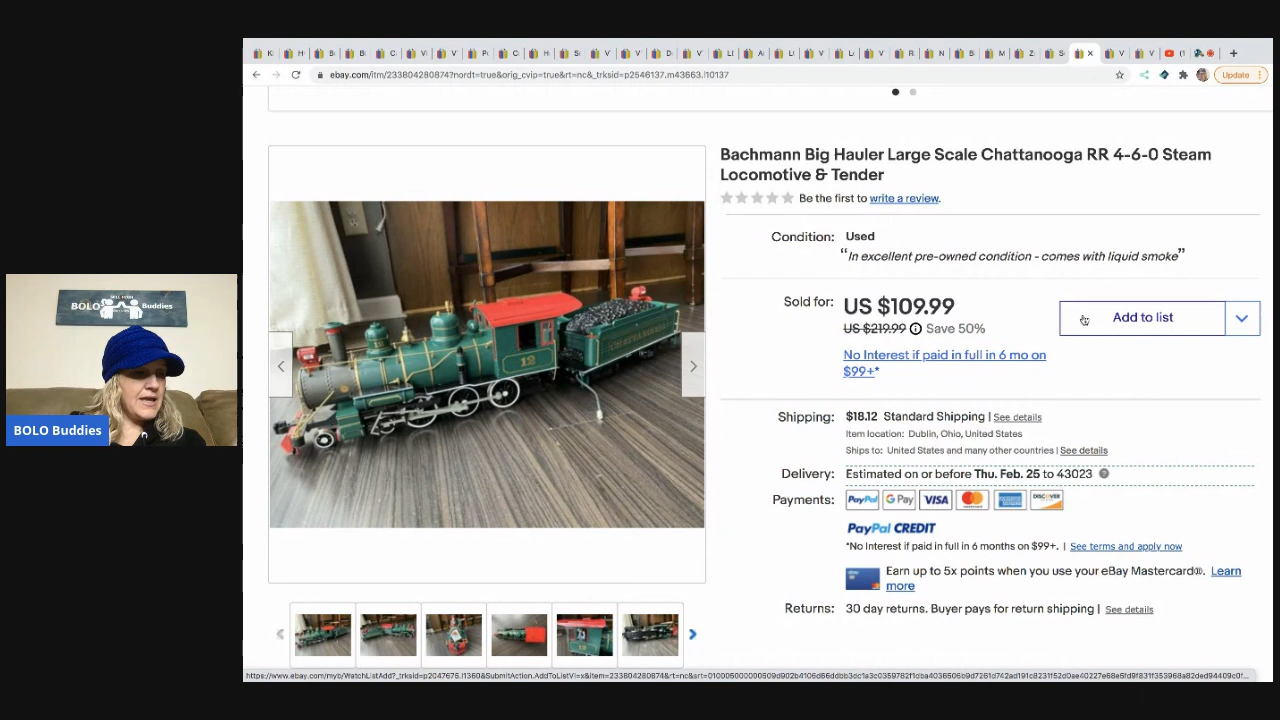 ebay.com/itm/233804280874?nordt=true&orig_cvip=true&rt=nc&_trksid=p2546137.m43663.l10137
Update
Bachmann Big Hauler Large Scale Chattanooga RR 4-6-0 Steam
Locomotive & Tender
Be the first to write a review.
Condition: Used
“In excellent pre-owned condition - comes with liquid smoke”
Sold for: US $109.99
Add to list
US $219.99 Save 50%
No Interest if paid in full in 6 mo on
$99+*
12
Shipping: $18.12 Standard Shipping | See details
Item location: Dublin, Ohio, United States
Ships to: United States and many other countries | See details
Delivery: Estimated on or before Thu. Feb. 25 to 43023
Payments: PayPal G Pay VISA DISCOVER
PayPal CREDIT
*No Interest if paid in full in 6 months on $99+. | See terms and apply now
Earn up to 5x points when you use your eBay Mastercard®. Learn
more
Returns: 30 day returns. Buyer pays for return shipping | See details
BOLO Buddies
BOLO Buddies